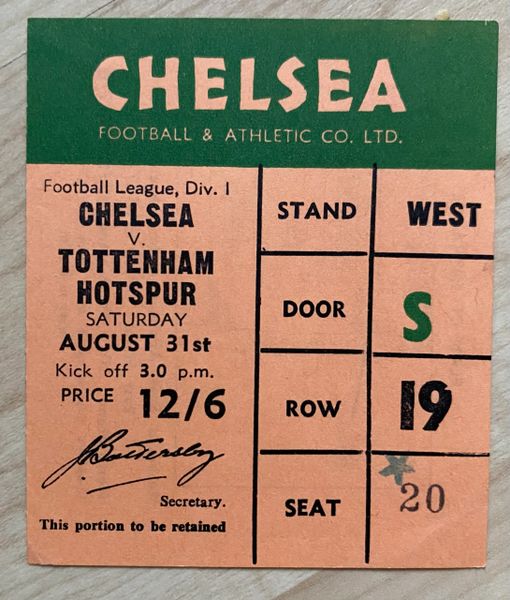 CHELSEA
FOOTBALL & ATHLETIC CO. LTD.
Football League, Div. I
CHELSEA
V.
TOTTENHAM
HOTSPUR
SATURDAY
AUGUST 31st
Kick off 3.0 p.m.
PRICE 12/6
J Battersby
Secretary.
This portion to be retained
STAND WEST
DOOR S
ROW 19
SEAT 20